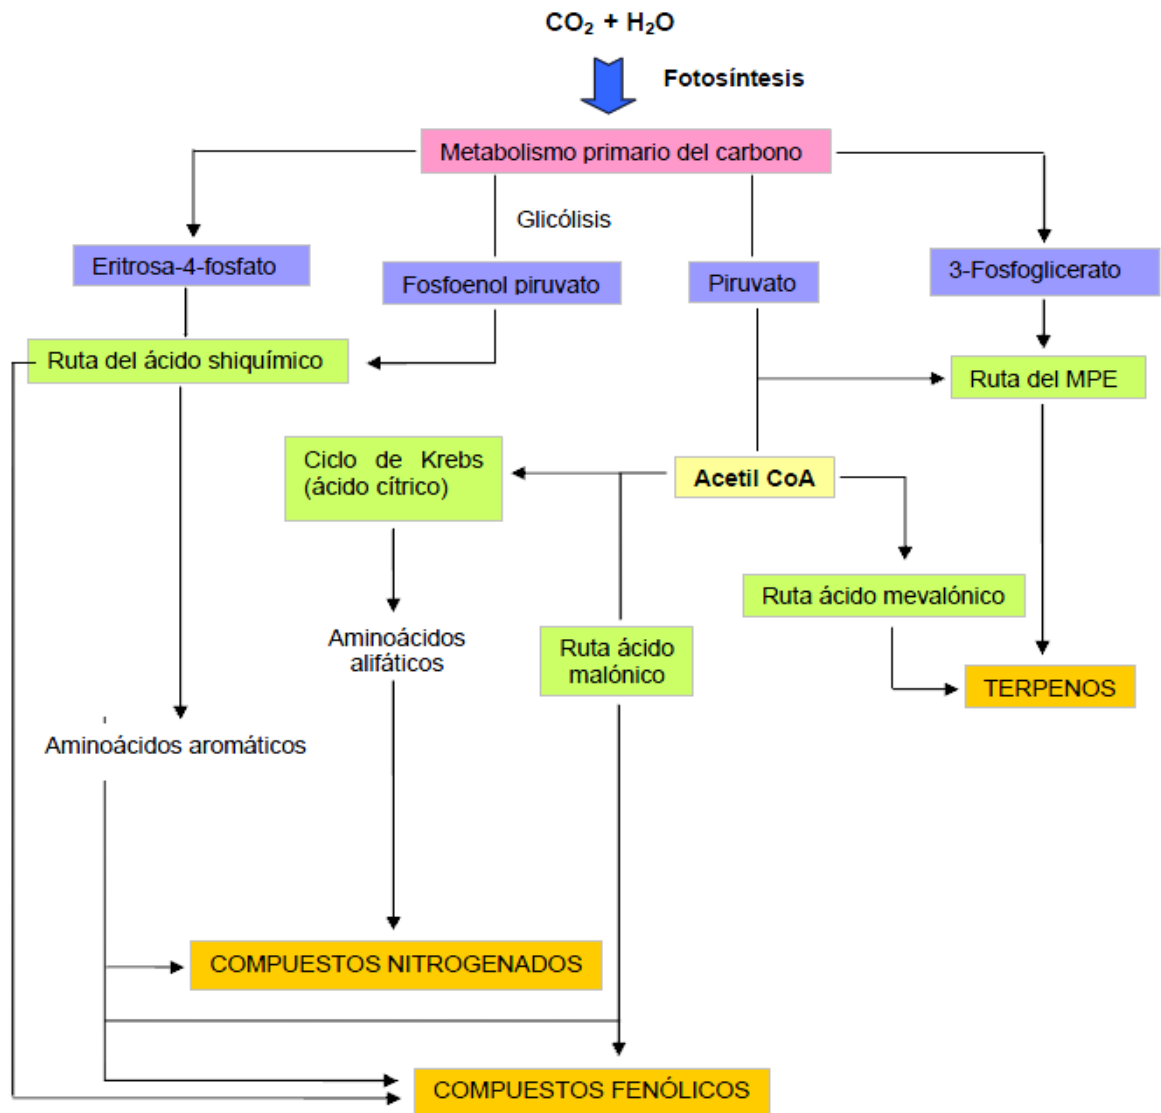 CO₂ + H₂O
Fotosíntesis
Metabolismo primario del carbono
Glicólisis
Eritrosa-4-fosfato
Fosfoenol piruvato
Piruvato
3-Fosfoglicerato
Ruta del ácido shiquímico
Ruta del MPE
Ciclo de Krebs
(ácido cítrico)
Acetil CoA
Ruta ácido mevalónico
Aminoácidos
alifáticos
Ruta ácido
malónico
TERPENOS
Aminoácidos aromáticos
COMPUESTOS NITROGENADOS
COMPUESTOS FENÓLICOS